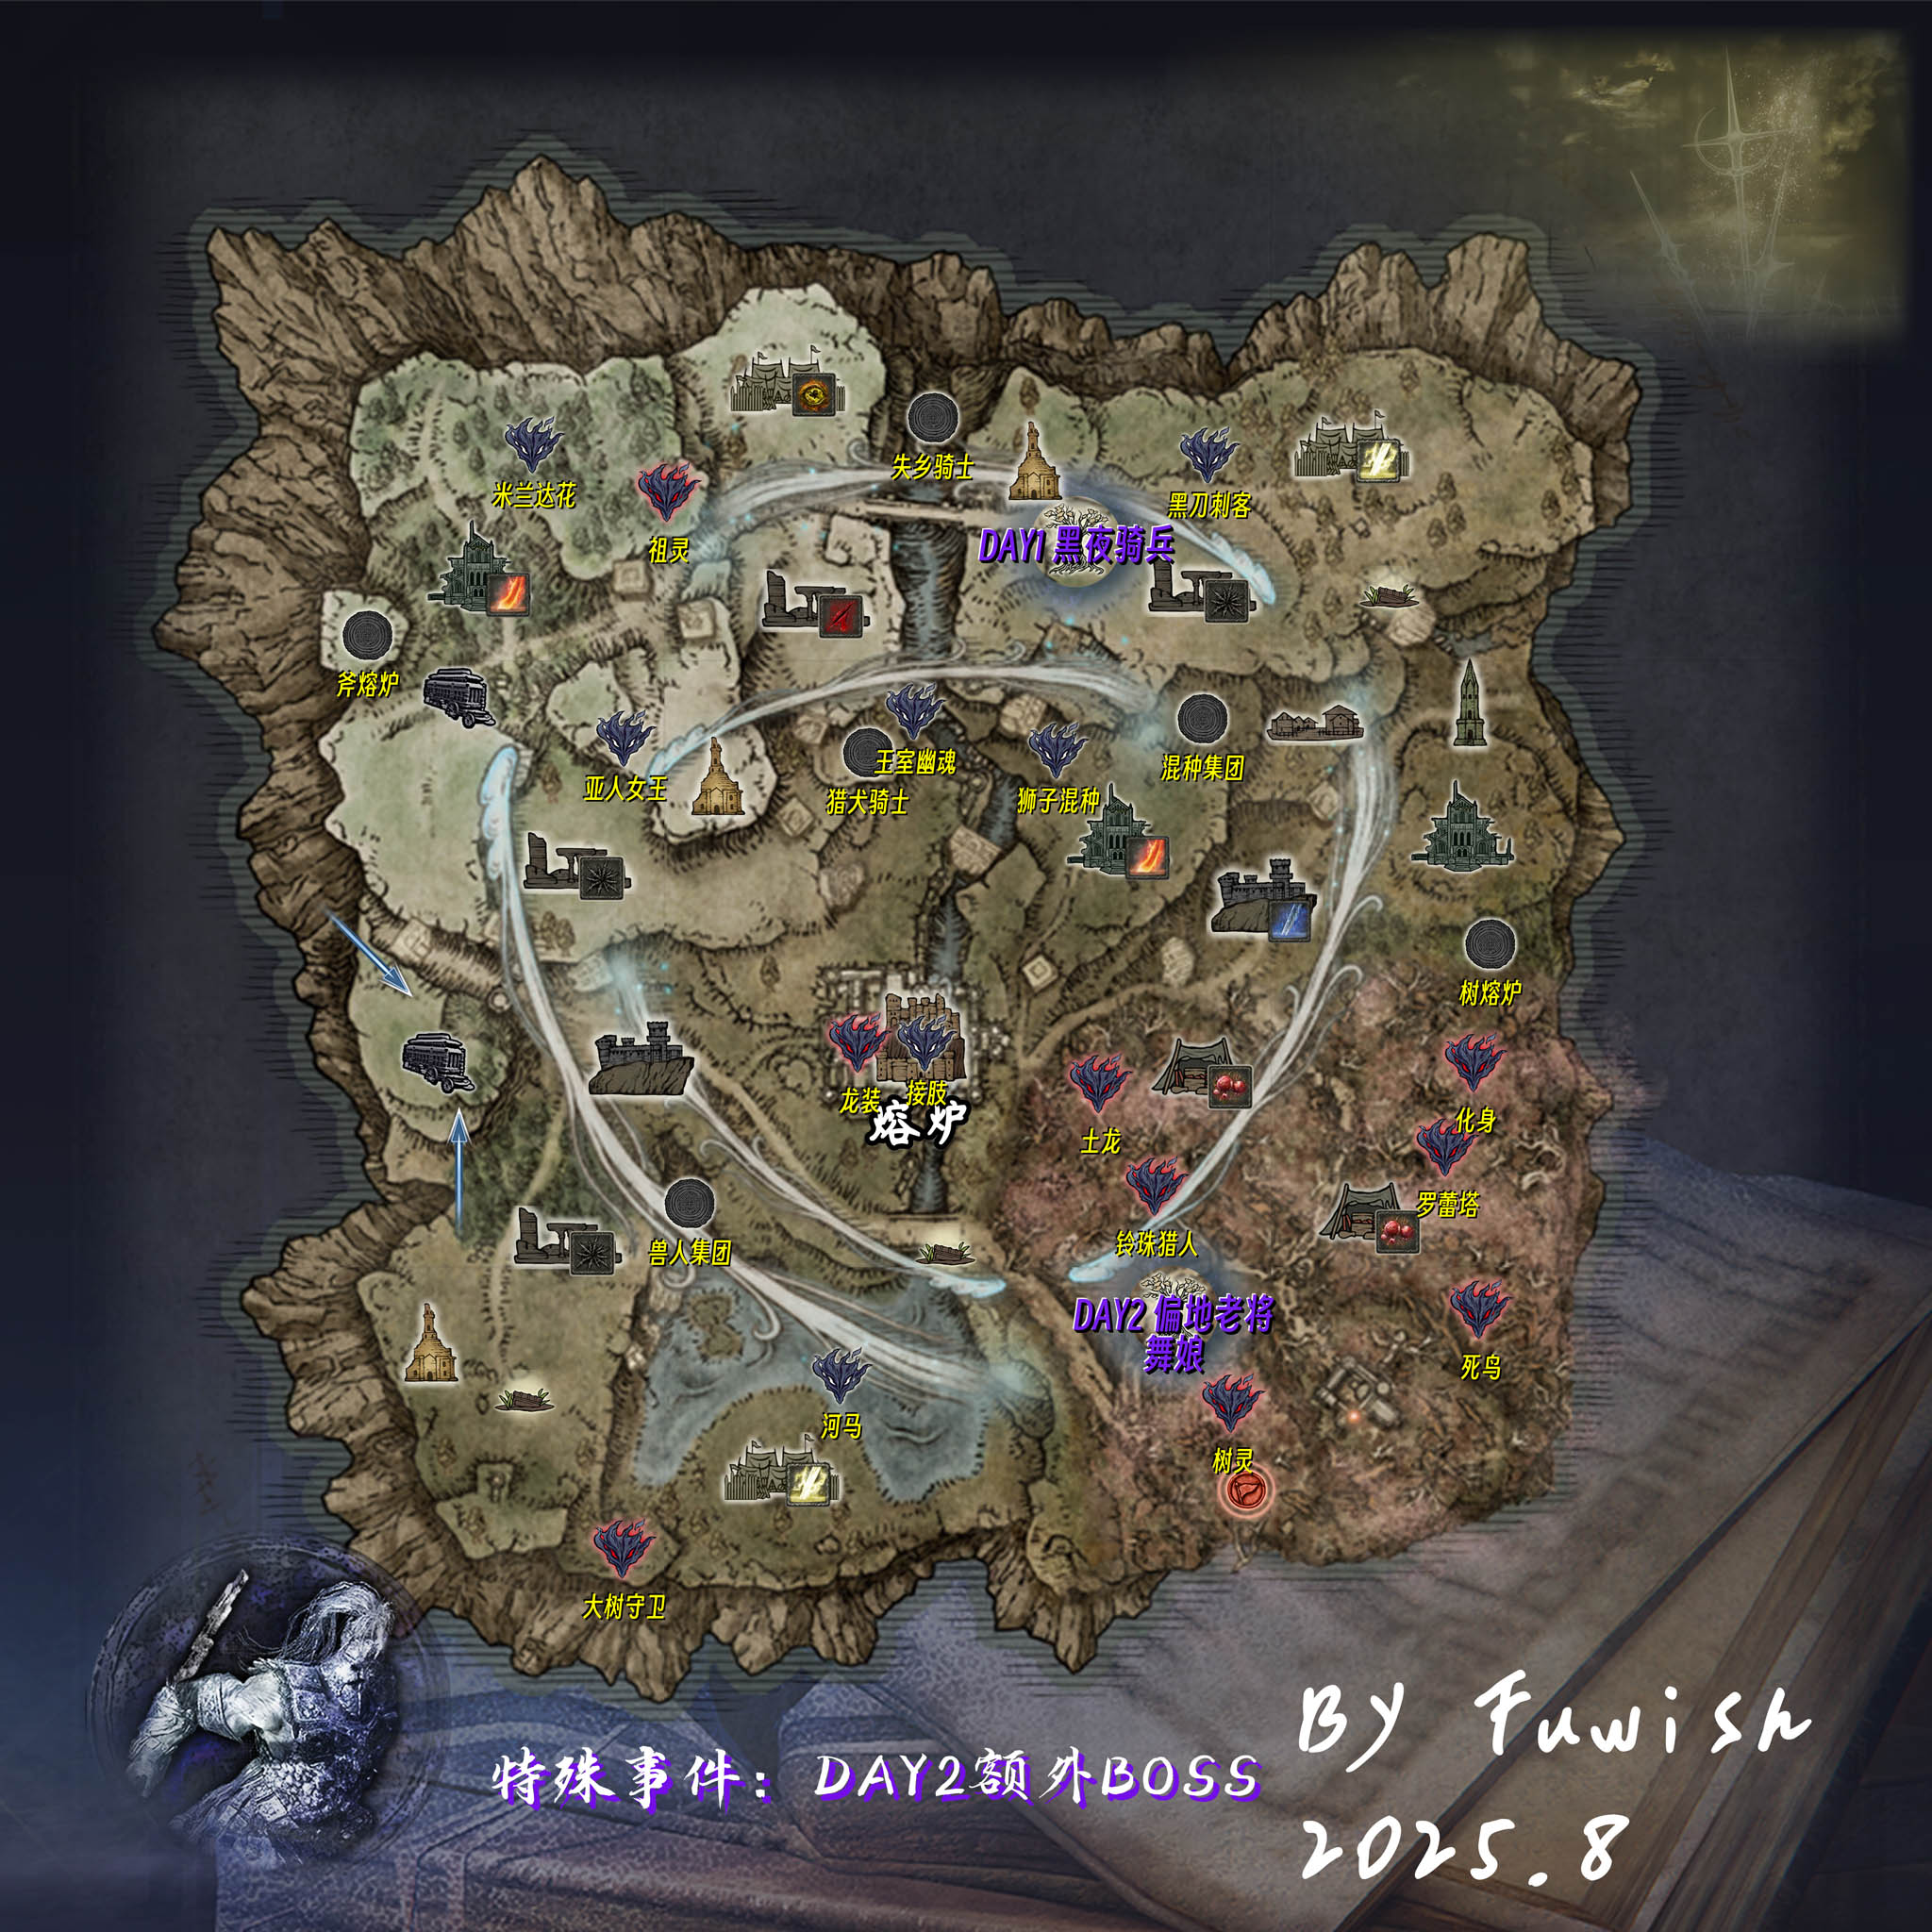 失乡骑士
米兰达花
黑刀刺客
祖灵
DAY1 黑夜骑兵
斧熔炉
王室幽魂
混种集团
亚人女王
猎犬骑士
狮子混种
树熔炉
龙装
接肢
熔炉
化身
土龙
罗蕾塔
铃珠猎人
兽人集团
DAY2 偏地老将
舞娘
死鸟
河马
树灵
大树守卫
特殊事件：DAY2额外BOSS
BY Fuwish
2025.8